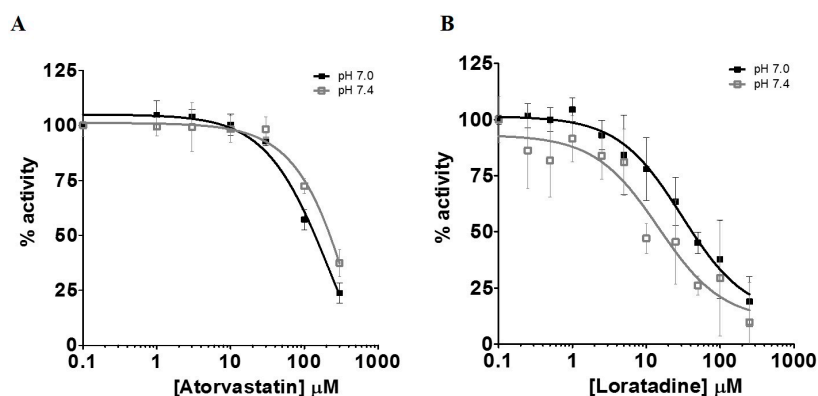 A
125
100
75
50
25
0
% activity
pH 7.0
pH 7.4
0.1 1 10 100 1000
[Atorvastatin] μM
B
125
100
75
50
25
0
% activity
pH 7.0
pH 7.4
0.1 1 10 100 1000
[Loratadine] μM